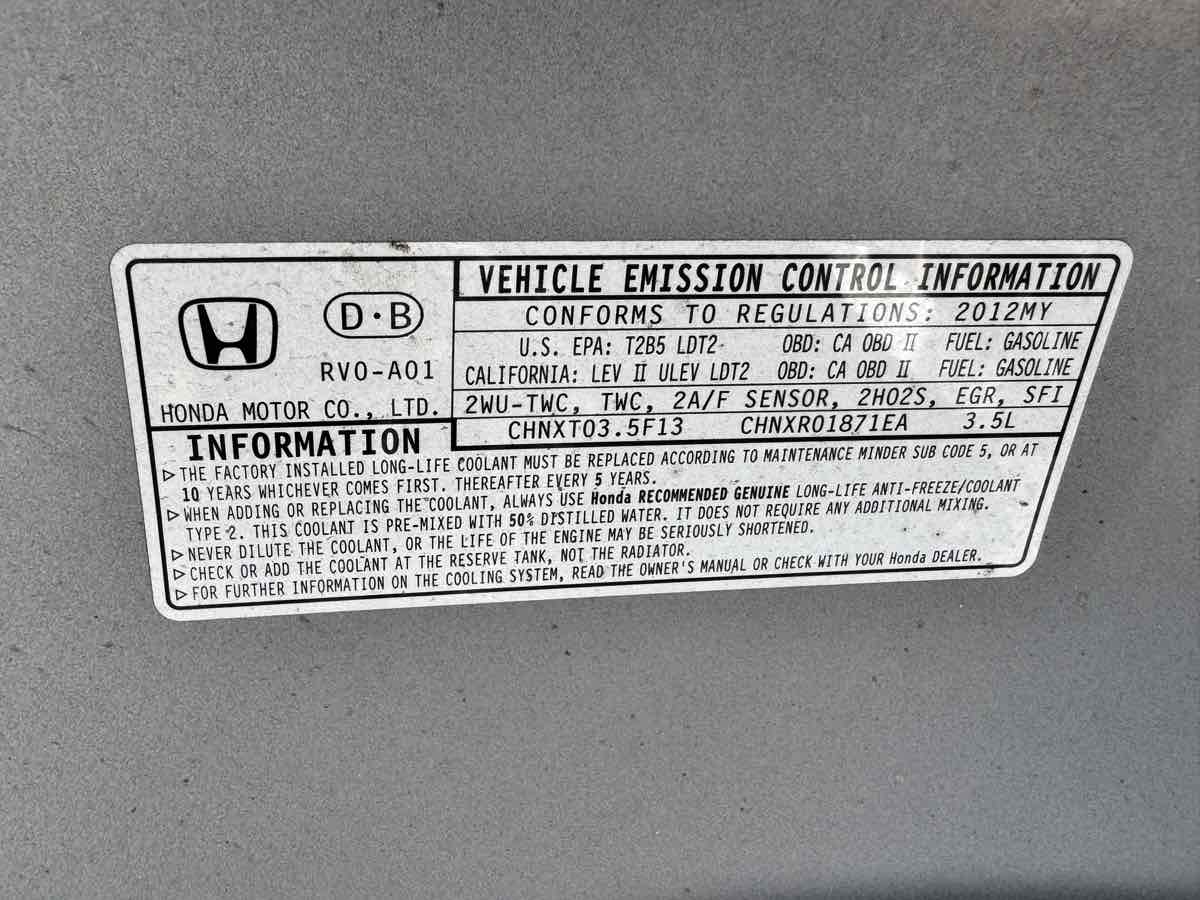 D·B
RV0-A01
HONDA MOTOR CO., LTD.
VEHICLE EMISSION CONTROL INFORMATION
CONFORMS TO REGULATIONS: 2012MY
U.S. EPA: T2B5 LDT2 OBD: CA OBD II FUEL: GASOLINE
CALIFORNIA: LEV II ULEV LDT2 OBD: CA OBD II FUEL: GASOLINE
2WU-TWC, TWC, 2A/F SENSOR, 2HO2S, EGR, SFI
CHNXT03.5F13 CHNXR01871EA 3.5L
INFORMATION
▷ THE FACTORY INSTALLED LONG-LIFE COOLANT MUST BE REPLACED ACCORDING TO MAINTENANCE MINDER SUB CODE 5, OR AT
10 YEARS WHICHEVER COMES FIRST. THEREAFTER EVERY 5 YEARS.
▷ WHEN ADDING OR REPLACING THE COOLANT, ALWAYS USE Honda RECOMMENDED GENUINE LONG-LIFE ANTI-FREEZE/COOLANT
TYPE 2. THIS COOLANT IS PRE-MIXED WITH 50% DISTILLED WATER. IT DOES NOT REQUIRE ANY ADDITIONAL MIXING.
▷ NEVER DILUTE THE COOLANT, OR THE LIFE OF THE ENGINE MAY BE SERIOUSLY SHORTENED.
▷ CHECK OR ADD THE COOLANT AT THE RESERVE TANK, NOT THE RADIATOR.
▷ FOR FURTHER INFORMATION ON THE COOLING SYSTEM, READ THE OWNER'S MANUAL OR CHECK WITH YOUR Honda DEALER.